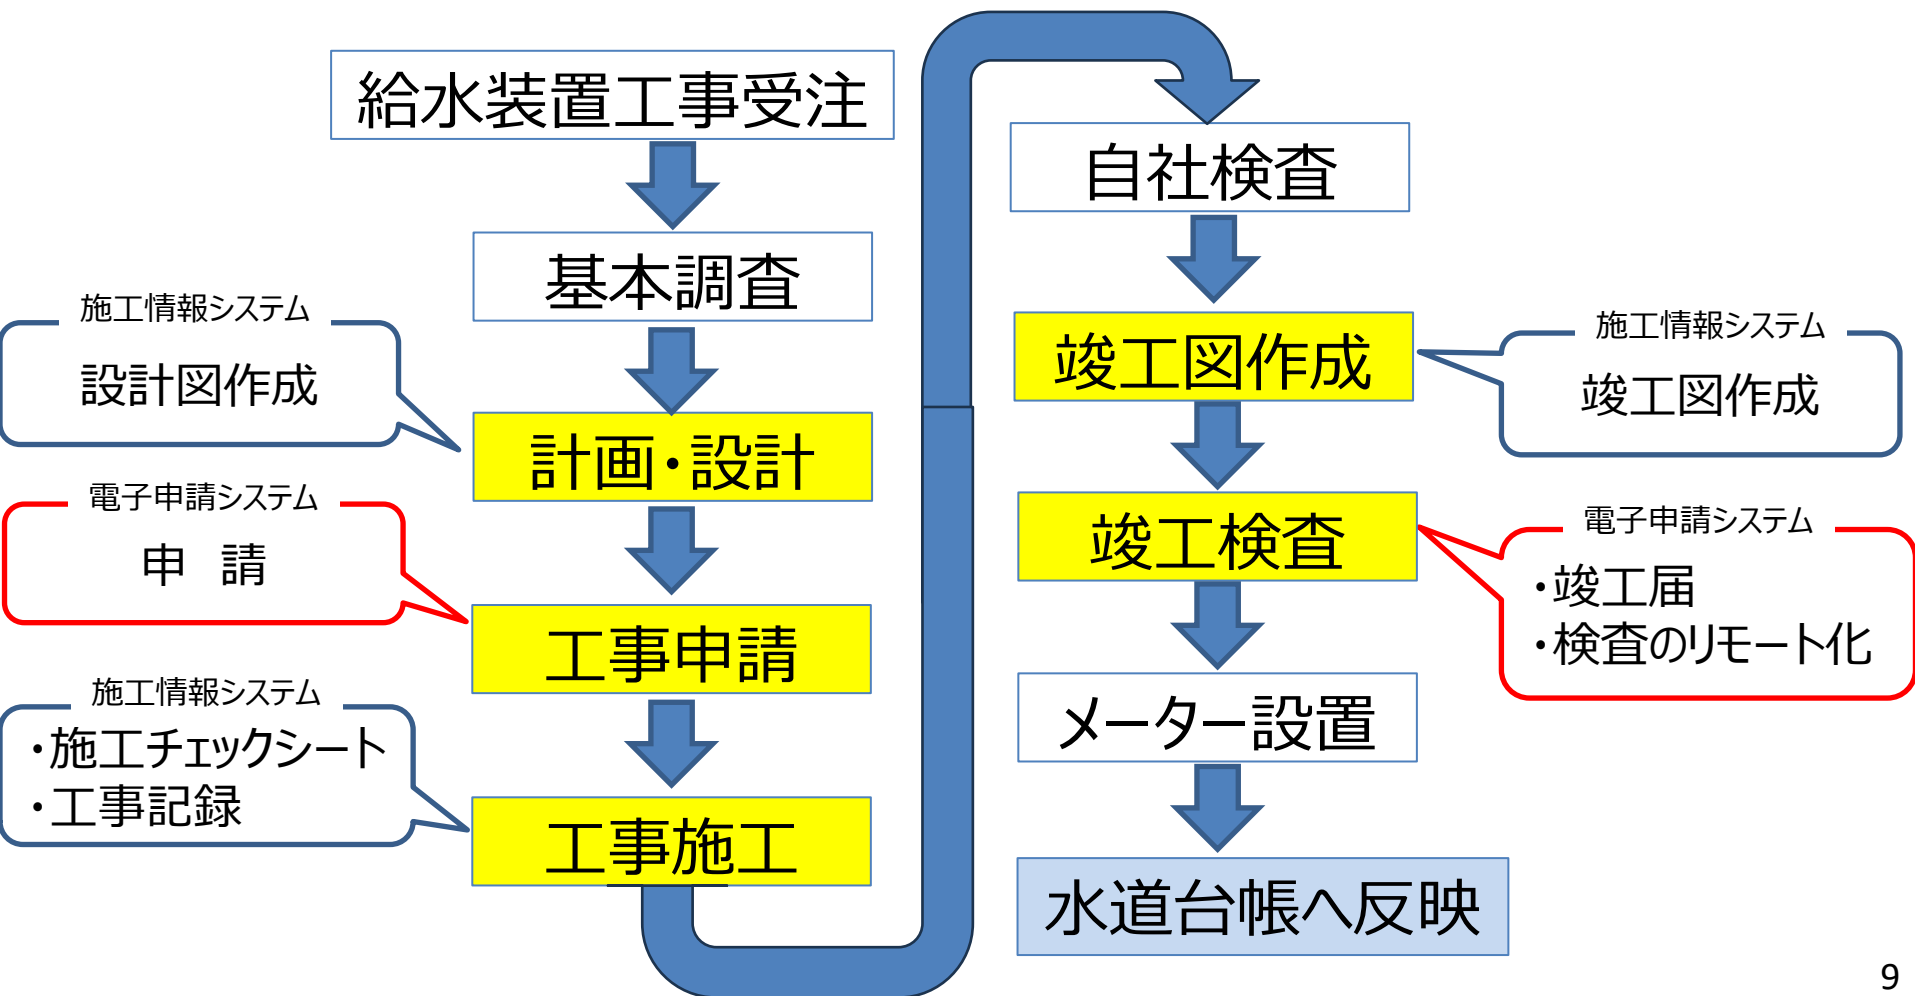 給水装置工事受注
基本調査
施工情報システム
設計図作成
計画・設計
電子申請システム
申 請
工事申請
施工情報システム
・施工チェックシート
・工事記録
工事施工
自社検査
竣工図作成
施工情報システム
竣工図作成
竣工検査
電子申請システム
・竣工届
・検査のリモート化
メーター設置
水道台帳へ反映
9